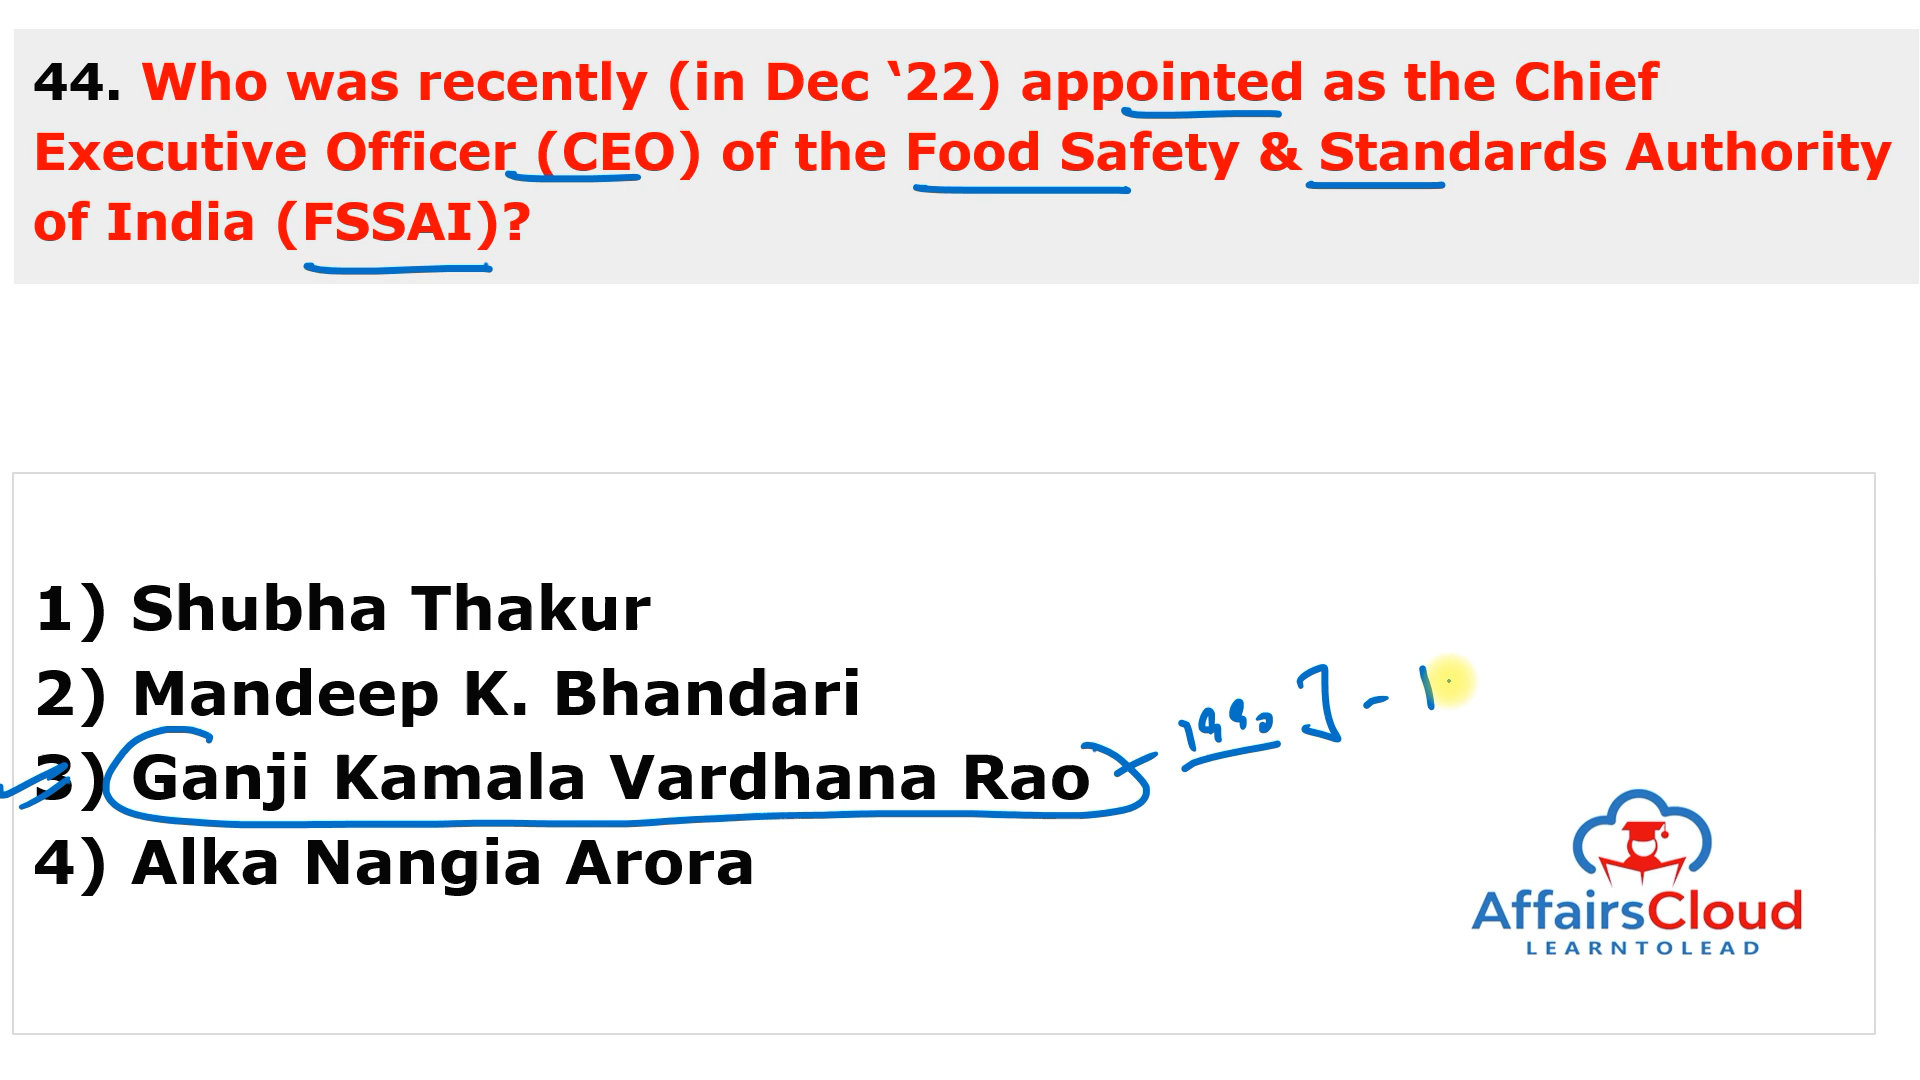 44. Who was recently (in Dec ‘22) appointed as the Chief
Executive Officer (CEO) of the Food Safety & Standards Authority
of India (FSSAI)?
1) Shubha Thakur
2) Mandeep K. Bhandari
3) Ganji Kamala Vardhana Rao
1990
4) Alka Nangia Arora
AffairsCloud
LEARNTOLEAD